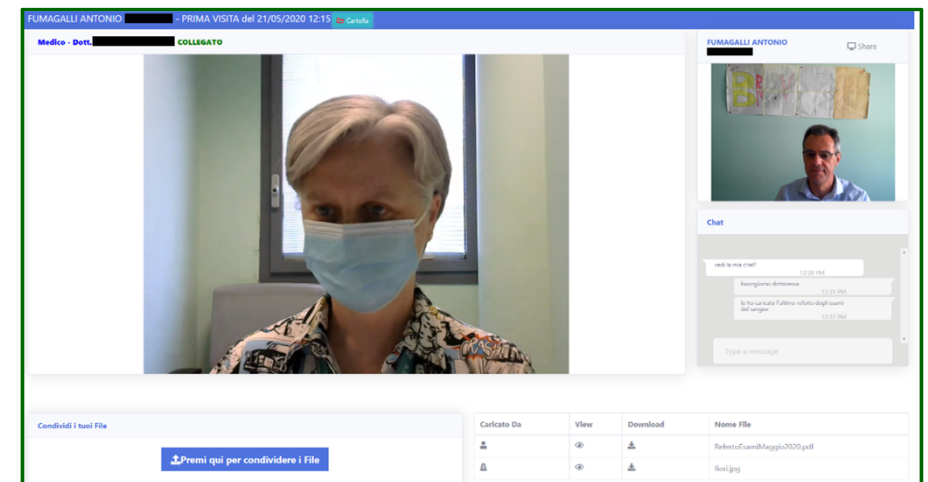 FUMAGALLI ANTONIO - PRIMA VISITA del 21/05/2020 12:15 Cartella
Medico - Dott. COLLEGATO
FUMAGALLI ANTONIO
Share
Chat
vedi la mia chat?
12:20 PM
buongiorno dottoressa
12:21 PM
le ho caricato l'ultimo referto degli esami
del sangue
12:22 PM
Type a message
Condividi i tuoi File
Premi qui per condividere i File
Caricato Da View Download Nome File
RefertoEsamiMaggio2020.pdf
fiori.jpg